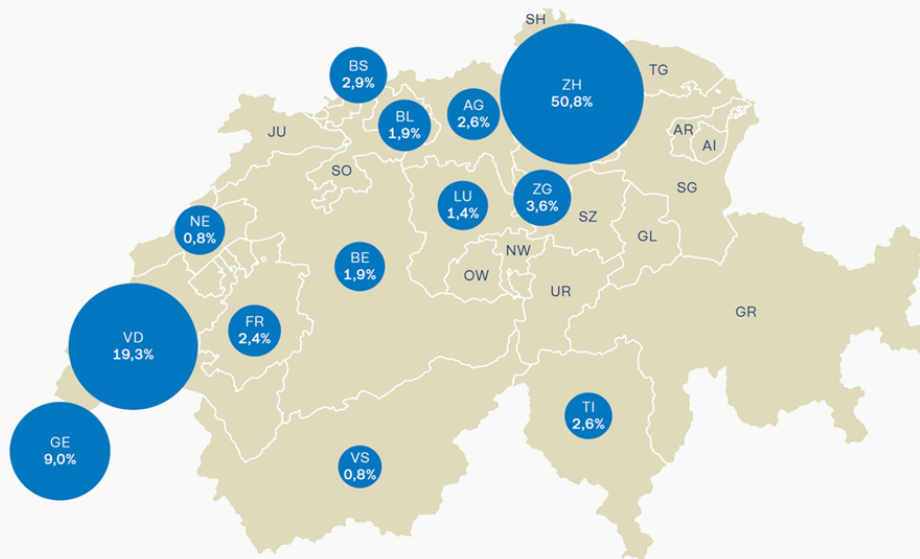 SH
BS
2,9%
ZH
50,8%
TG
BL
1,9%
AG
2,6%
JU
AR
AI
SO
LU
1,4%
ZG
3,6%
SG
SZ
NE
0,8%
GL
NW
BE
1,9%
OW
UR
GR
VD
19,3%
FR
2,4%
TI
2,6%
GE
9,0%
VS
0,8%